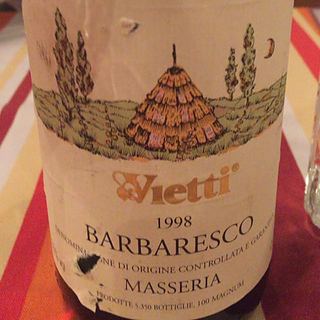 Vietti
1998
BARBARESCO
DENOMINAZIONE DI ORIGINE CONTROLLATA E GARANTITA
MASSERIA
PRODOTTE 5.350 BOTTIGLIE, 100 MAGNUM